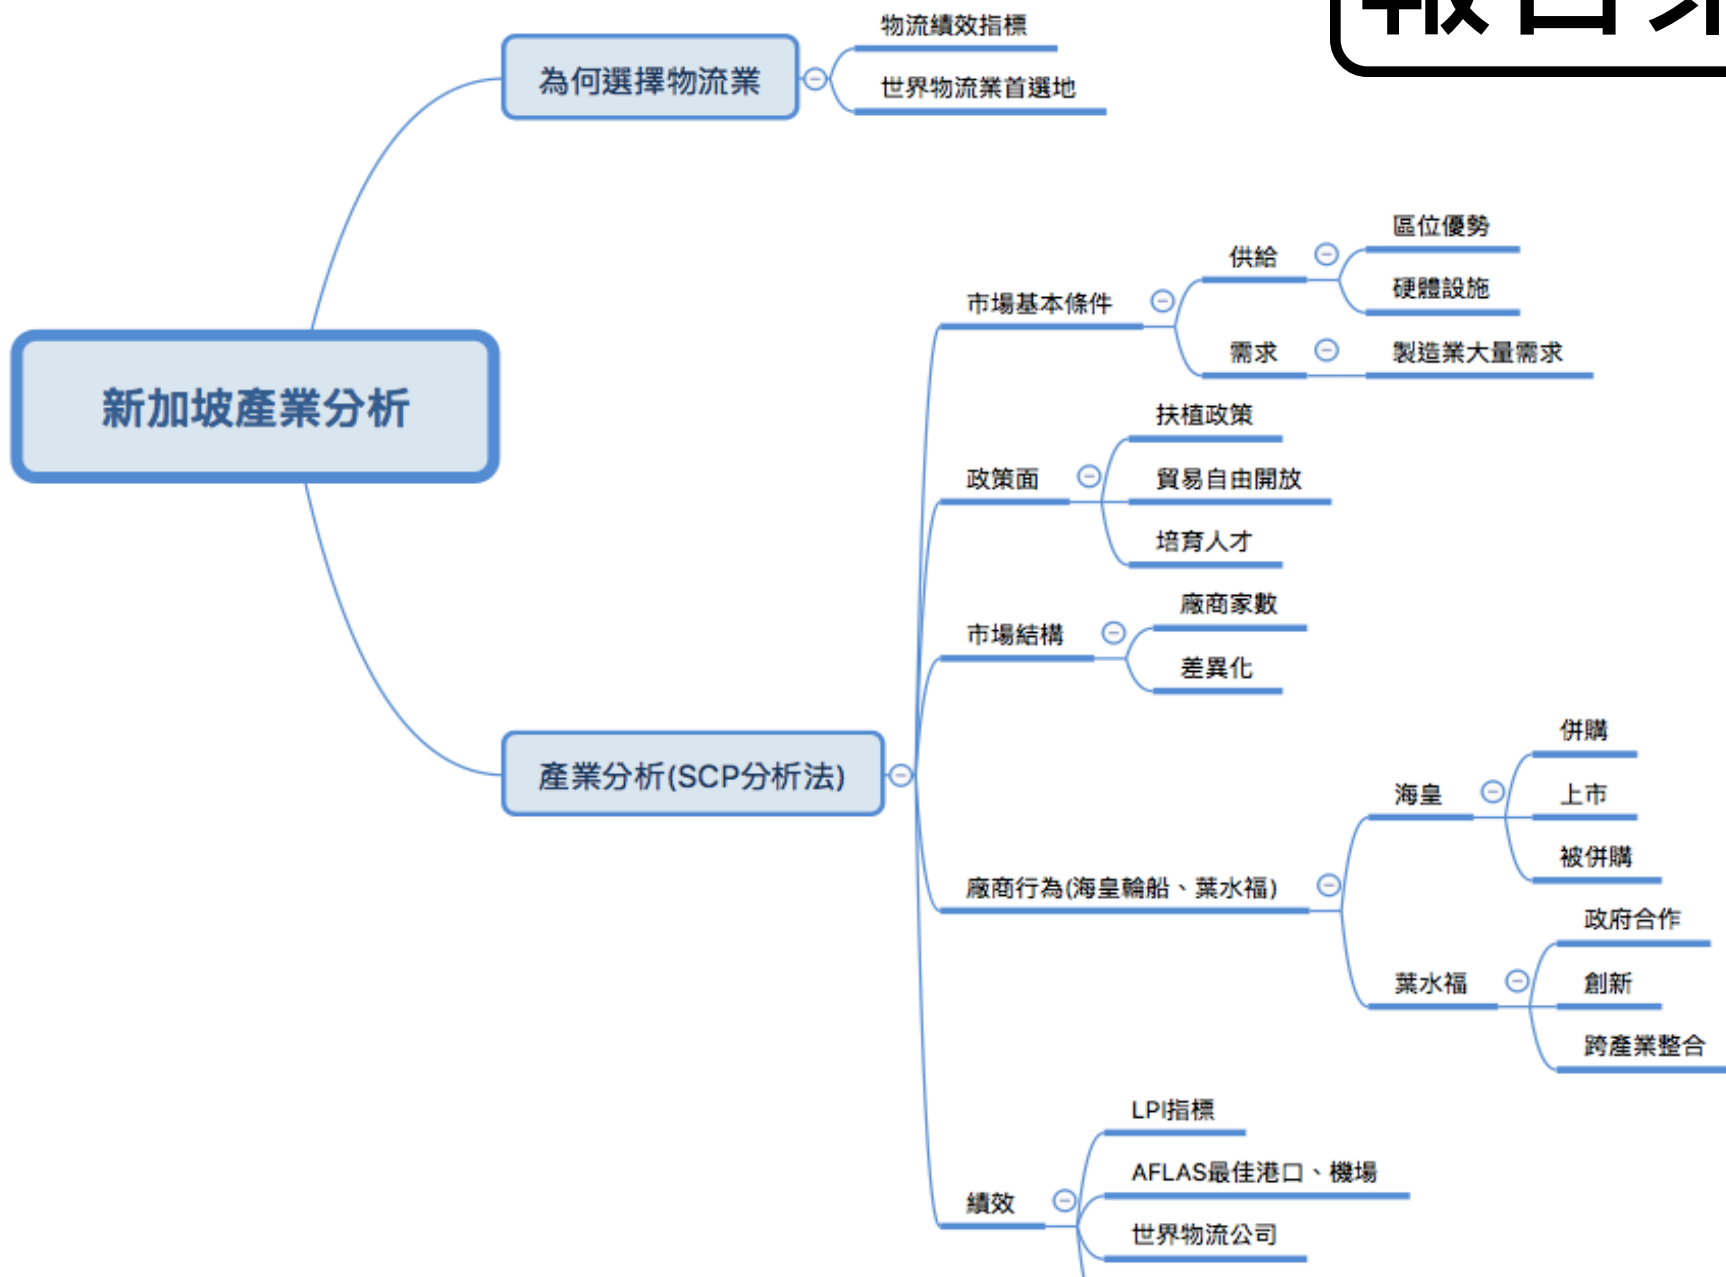 報告
為何選擇物流業
物流績效指標
世界物流業首選地
新加坡產業分析
產業分析(SCP分析法)
市場基本條件
供給
區位優勢
硬體設施
需求
製造業大量需求
政策面
扶植政策
貿易自由開放
培育人才
市場結構
廠商家數
差異化
廠商行為(海皇輪船、葉水福)
海皇
併購
上市
被併購
葉水福
政府合作
創新
跨產業整合
績效
LPI指標
AFLAS最佳港口、機場
世界物流公司